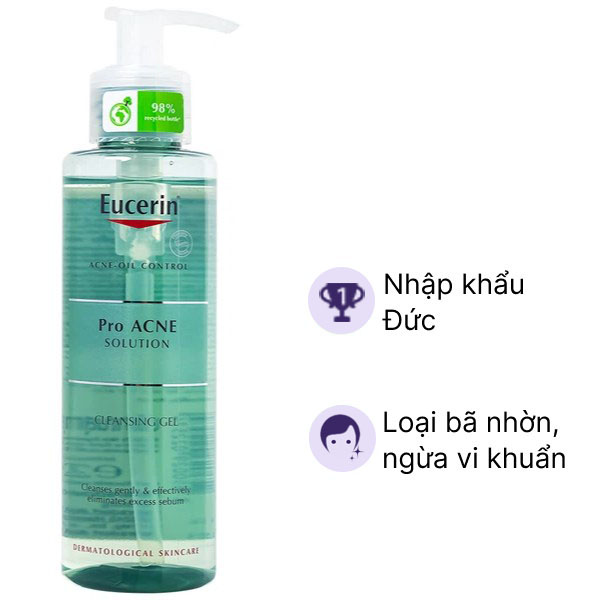 98%
recycled bottle*
Eucerin®
ACNE-OIL CONTROL
Pro ACNE
SOLUTION
CLEANSING GEL
Cleanses gently & effectively
eliminates excess sebum
DERMATOLOGICAL SKINCARE
1
Nhập khẩu
Đức
Loại bã nhờn,
ngừa vi khuẩn